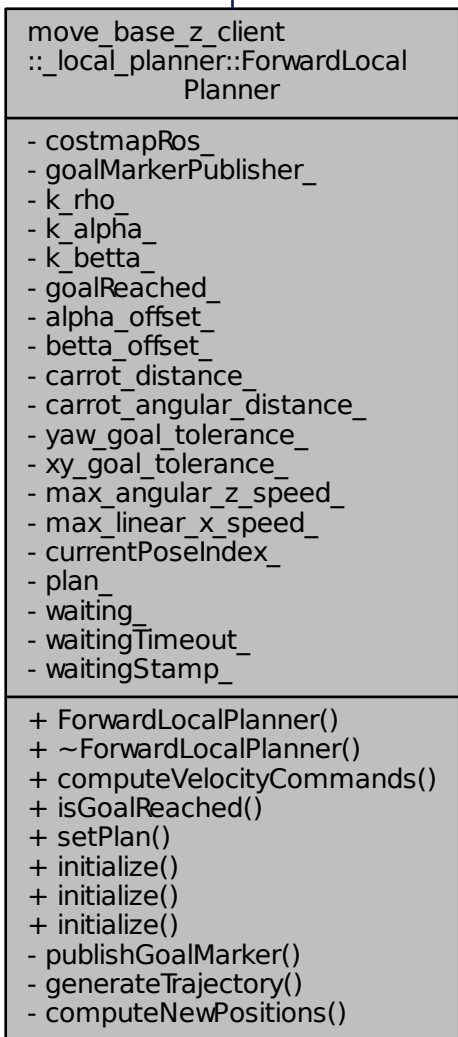 move_base_z_client
::_local_planner::ForwardLocal
Planner
- costmapRos_
- goalMarkerPublisher_
- k_rho_
- k_alpha_
- k_betta_
- goalReached_
- alpha_offset_
- betta_offset_
- carrot_distance_
- carrot_angular_distance_
- yaw_goal_tolerance_
- xy_goal_tolerance_
- max_angular_z_speed_
- max_linear_x_speed_
- currentPoseIndex_
- plan_
- waiting_
- waitingTimeout_
- waitingStamp_
+ ForwardLocalPlanner()
+ ~ForwardLocalPlanner()
+ computeVelocityCommands()
+ isGoalReached()
+ setPlan()
+ initialize()
+ initialize()
+ initialize()
- publishGoalMarker()
- generateTrajectory()
- computeNewPositions()